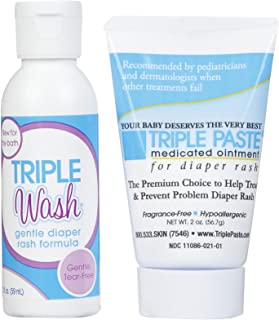 New for
the bath
TRIPLE
Wash
gentle diaper
rash formula
Gentle
Tear-Free
fl oz. (59 mL)
Recommended by pediatricians
and dermatologists when
other treatments fail
YOUR BABY DESERVES THE VERY BEST
TRIPLE PASTE
medicated ointment
for diaper rash
The Premium Choice to Help Treat
& Prevent Problem Diaper Rash
Fragrance-Free • Hypoallergenic
NET WT. 2 oz. (56.7g)
800.533.SKIN (7546) • www.TriplePaste.com
NDC 11086-021-01